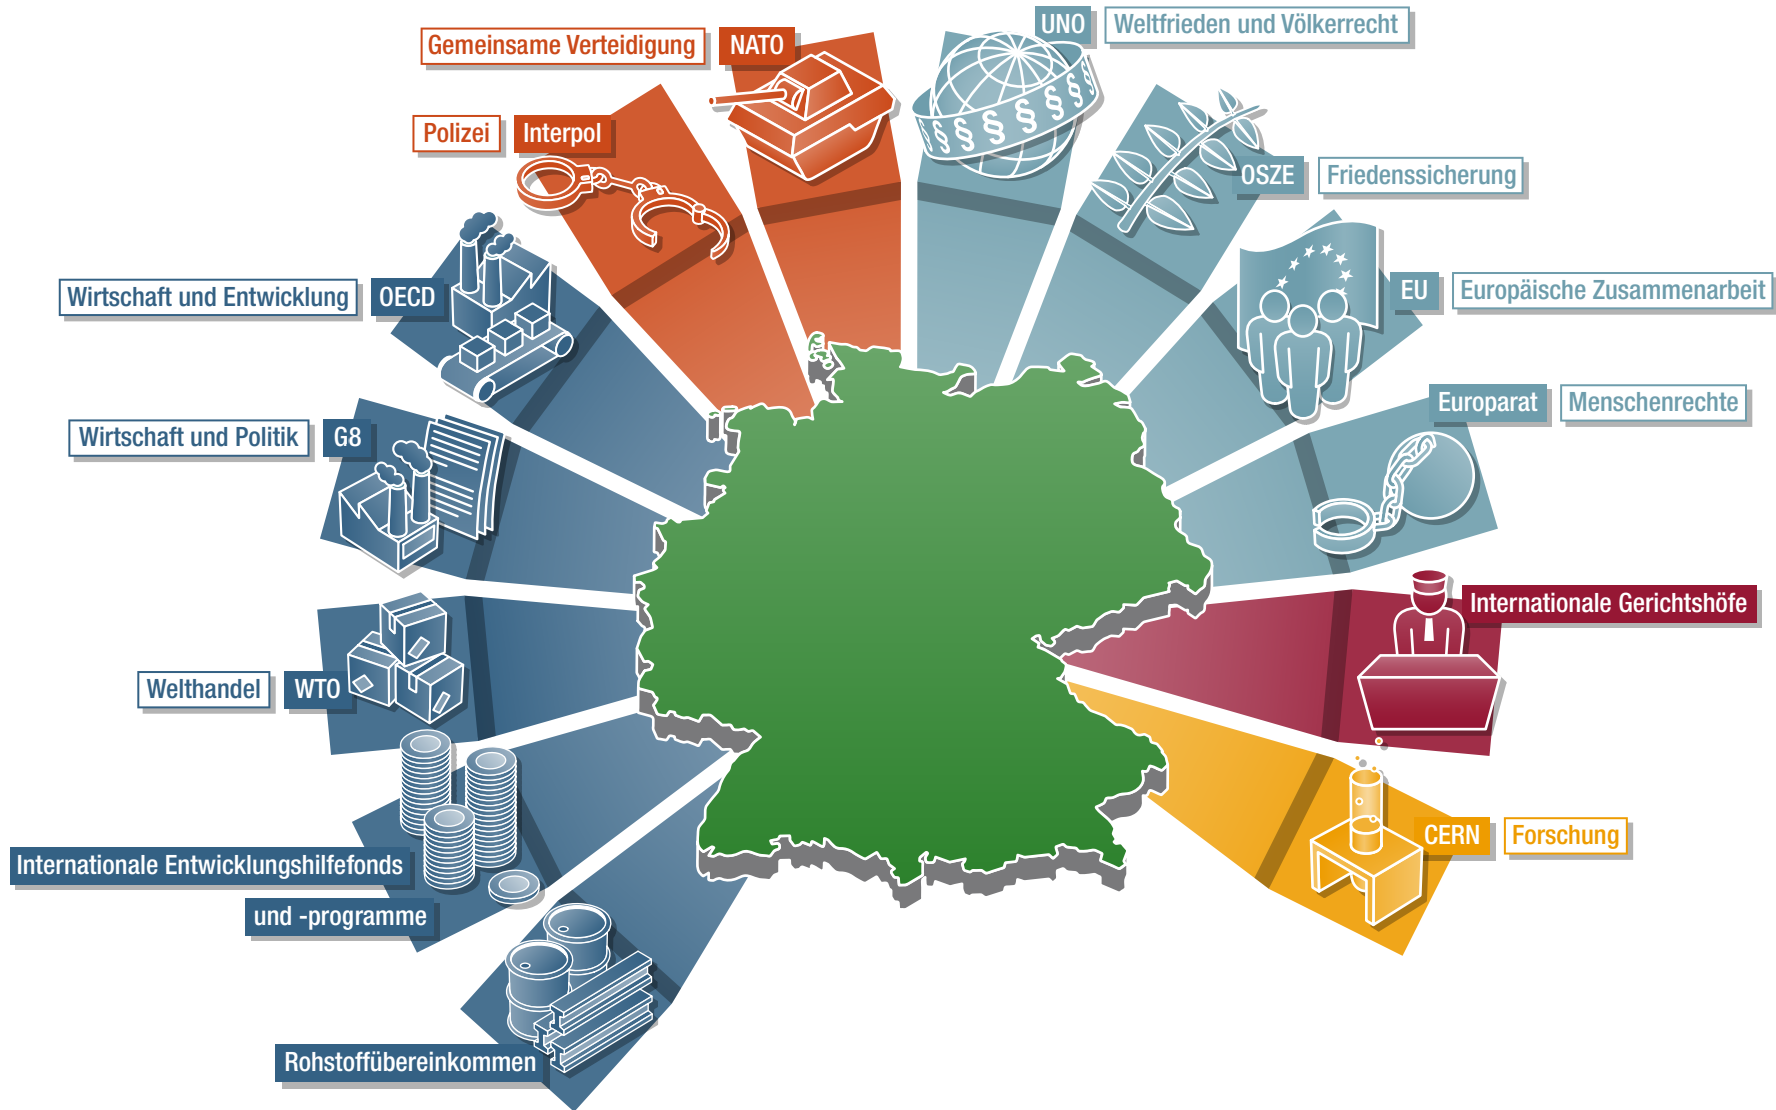 Gemeinsame Verteidigung NATO
UNO Weltfrieden und Völkerrecht
Polizei Interpol
OSZE Friedenssicherung
Wirtschaft und Entwicklung OECD
EU Europäische Zusammenarbeit
Wirtschaft und Politik G8
Europarat Menschenrechte
Internationale Gerichtshöfe
Welthandel WTO
CERN Forschung
Internationale Entwicklungshilfefonds
und -programme
Rohstoffübereinkommen